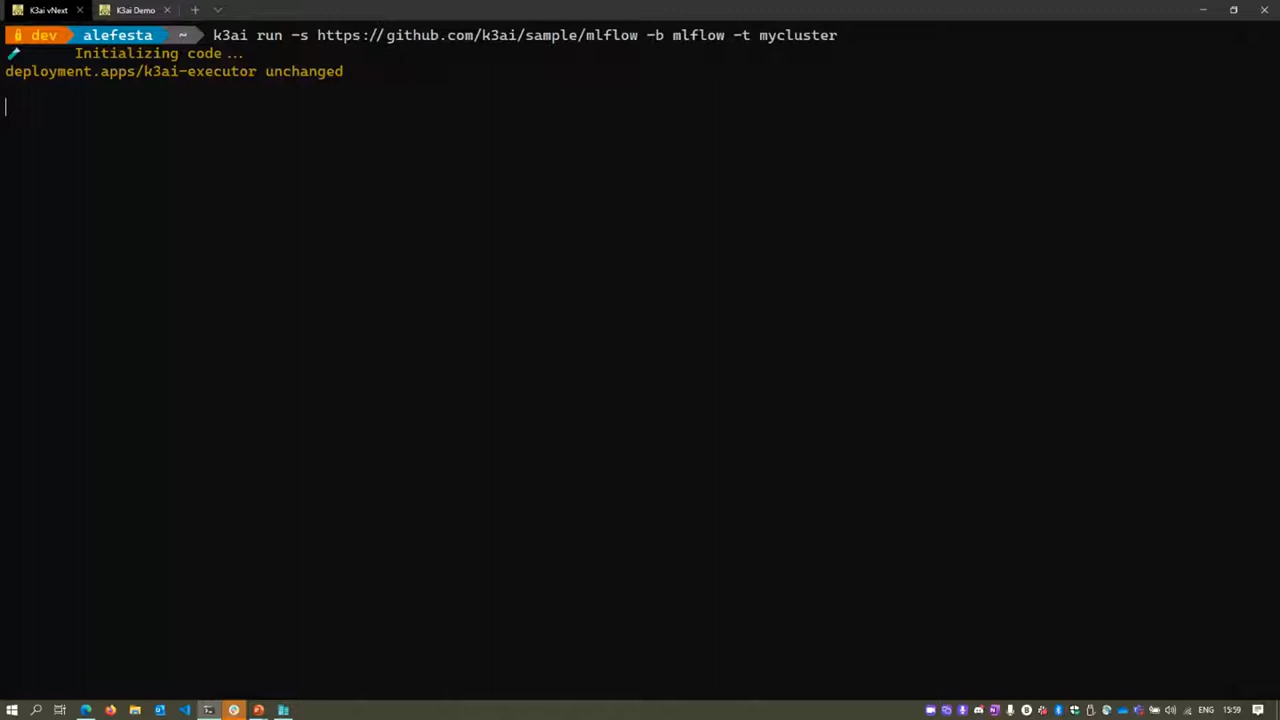 K3ai vNext
K3ai Demo
dev alefesta ~ k3ai run -s https://github.com/k3ai/sample/mlflow -b mlflow -t mycluster
Initializing code...
deployment.apps/k3ai-executor unchanged
ENG
15:59